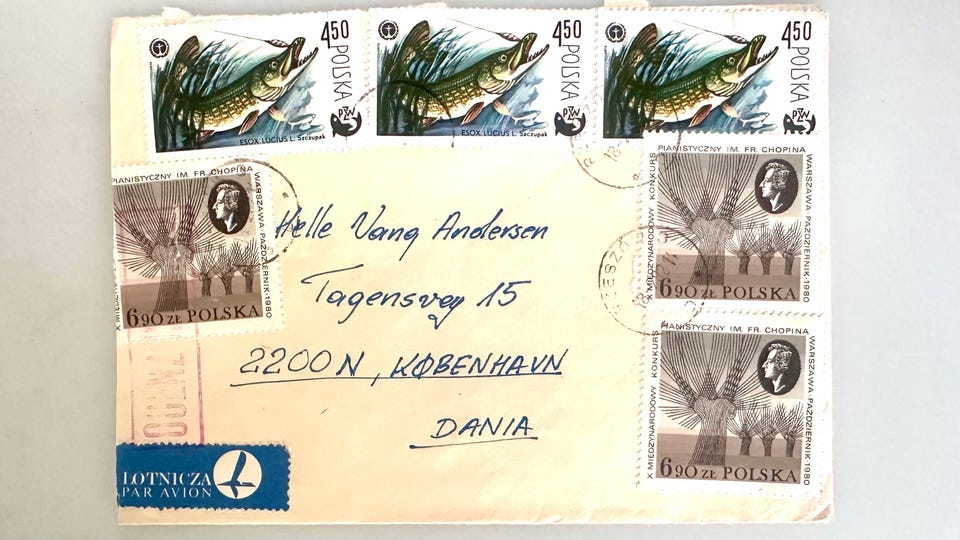 4.50 POLSKA
PZW
ESOX LUCIUS L. Szczupak
4.50 POLSKA
PZW
ESOX LUCIUS L. Szczupak
4.50 POLSKA
PIANISTYCZNY IM. FR. CHOPINA
WARSZAWA·PAŹDZIERNIK·1980
6.90 ZŁ POLSKA
X MIĘDZYNARODOWY KONKURS
PIANISTYCZNY IM. FR. CHOPINA
WARSZAWA·PAŹDZIERNIK·1980
6.90 ZŁ POLSKA
X MIĘDZYNARODOWY KONKURS
PIANISTYCZNY IM. FR. CHOPINA
WARSZAWA·PAŹDZIERNIK·1980
6.90 ZŁ POLSKA
Helle Vang Andersen
Tagensvej 15
2200 N, KØBENHAVN
DANIA
LOTNICZA
PAR AVION